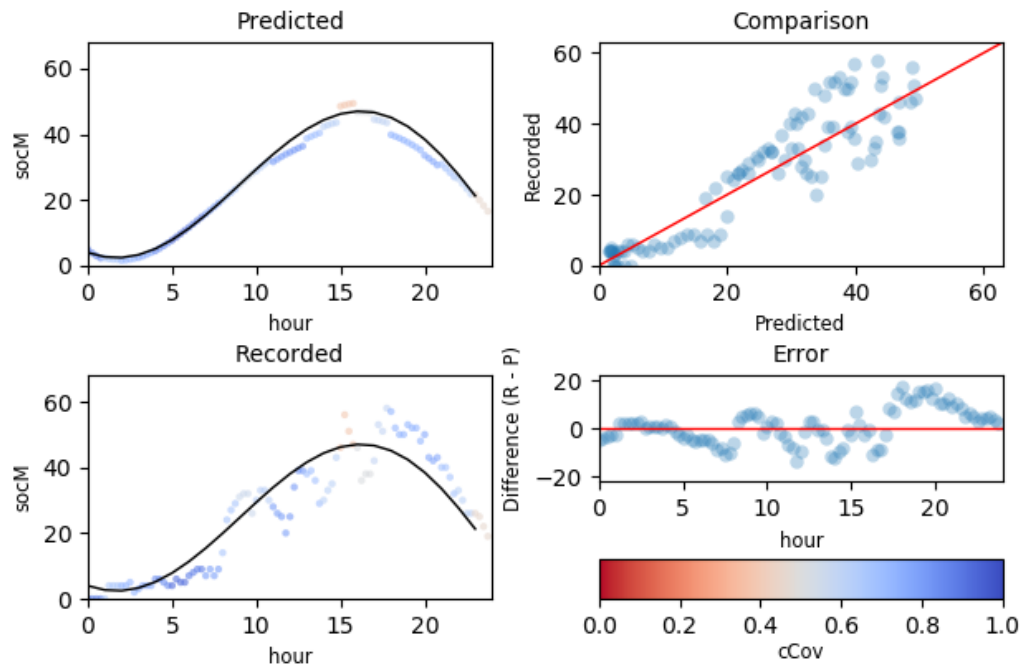 Predicted
socM
60
40
20
0
0 5 10 15 20
hour
Comparison
Recorded
60
40
20
0
0 20 40 60
Predicted
Recorded
socM
60
40
20
0
0 5 10 15 20
hour
Error
Difference (R - P)
20
0
−20
0 5 10 15 20
hour
0.0 0.2 0.4 0.6 0.8 1.0
cCov